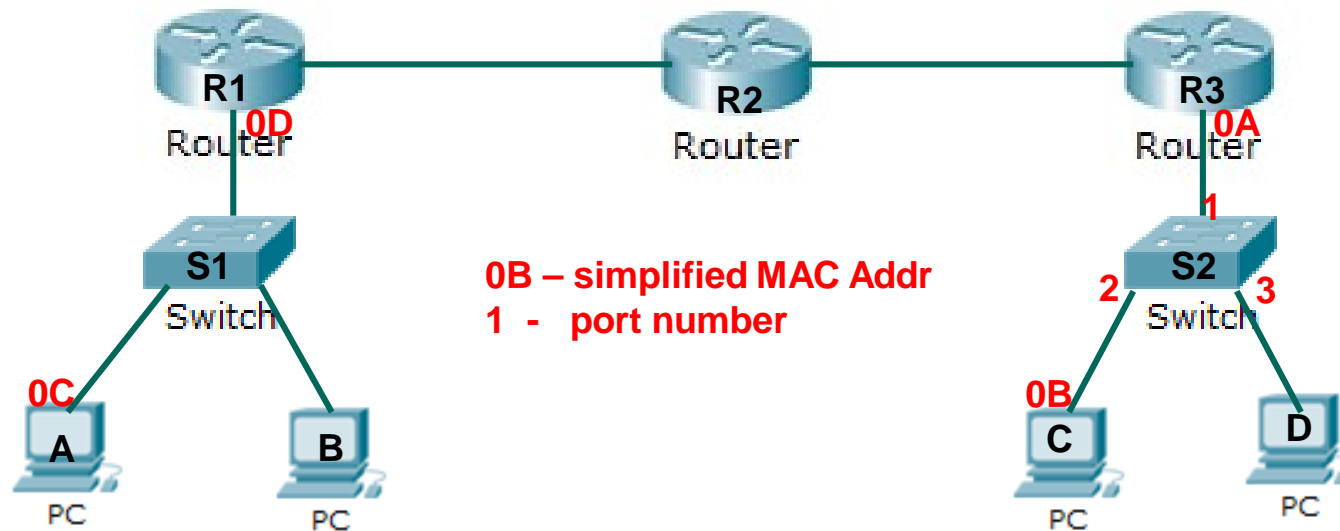 R1
0D
Router
R2
Router
R3
0A
Router
1
S1
Switch
0B – simplified MAC Addr
1 - port number
S2
2
3
Switch
0C
A
PC
B
PC
0B
C
PC
D
PC